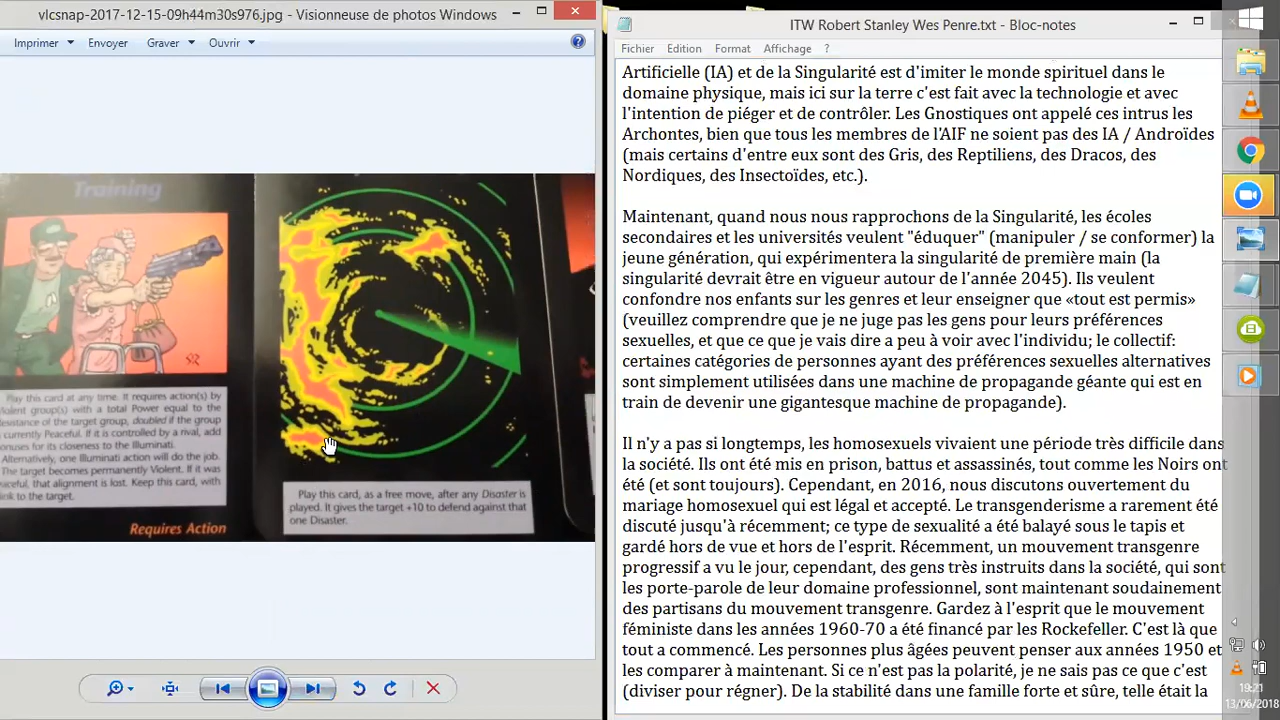 vlcsnap-2017-12-15-09h44m30s976.jpg - Visionneuse de photos Windows
Imprimer
Envoyer
Graver
Ouvrir
Training
SR
Play this card at any time. It requires action(s) by
Violent group(s) with a total Power equal to the
Resistance of the target group, doubled if the group
currently Peaceful. If it is controlled by a rival, add
onuses for its closeness to the Illuminati.
Alternatively, one Illuminati action will do the job.
The target becomes permanently Violent. If it was
aceful, that alignment is lost. Keep this card, with
ink to the target.
Requires Action
Play this card, as a free move, after any Disaster is
played. It gives the target +10 to defend against that
one Disaster.
ITW Robert Stanley Wes Penre.txt - Bloc-notes
Fichier Edition Format Affichage ?
Artificielle (IA) et de la Singularité est d'imiter le monde spirituel dans le
domaine physique, mais ici sur la terre c'est fait avec la technologie et avec
l'intention de piéger et de contrôler. Les Gnostiques ont appelé ces intrus les
Archontes, bien que tous les membres de l'AIF ne soient pas des IA / Androïdes
(mais certains d'entre eux sont des Gris, des Reptiliens, des Dracos, des
Nordiques, des Insectoïdes, etc.).
Maintenant, quand nous nous rapprochons de la Singularité, les écoles
secondaires et les universités veulent "éduquer" (manipuler / se conformer) la
jeune génération, qui expérimentera la singularité de première main (la
singularité devrait être en vigueur autour de l'année 2045). Ils veulent
confondre nos enfants sur les genres et leur enseigner que «tout est permis»
(veuillez comprendre que je ne juge pas les gens pour leurs préférences
sexuelles, et que ce que je vais dire a peu à voir avec l'individu; le collectif:
certaines catégories de personnes ayant des préférences sexuelles alternatives
sont simplement utilisées dans une machine de propagande géante qui est en
train de devenir une gigantesque machine de propagande).
Il n'y a pas si longtemps, les homosexuels vivaient une période très difficile dans
la société. Ils ont été mis en prison, battus et assassinés, tout comme les Noirs ont
été (et sont toujours). Cependant, en 2016, nous discutons ouvertement du
mariage homosexuel qui est légal et accepté. Le transgenderisme a rarement été
discuté jusqu'à récemment; ce type de sexualité a été balayé sous le tapis et
gardé hors de vue et hors de l'esprit. Récemment, un mouvement transgenre
progressif a vu le jour, cependant, des gens très instruits dans la société, qui sont
les porte-parole de leur domaine professionnel, sont maintenant soudainement
des partisans du mouvement transgenre. Gardez à l'esprit que le mouvement
féministe dans les années 1960-70 a été financé par les Rockefeller. C'est là que
tout a commencé. Les personnes plus âgées peuvent penser aux années 1950 et
les comparer à maintenant. Si ce n'est pas la polarité, je ne sais pas ce que c'est
(diviser pour régner). De la stabilité dans une famille forte et sûre, telle était la
19:21
13/06/2018